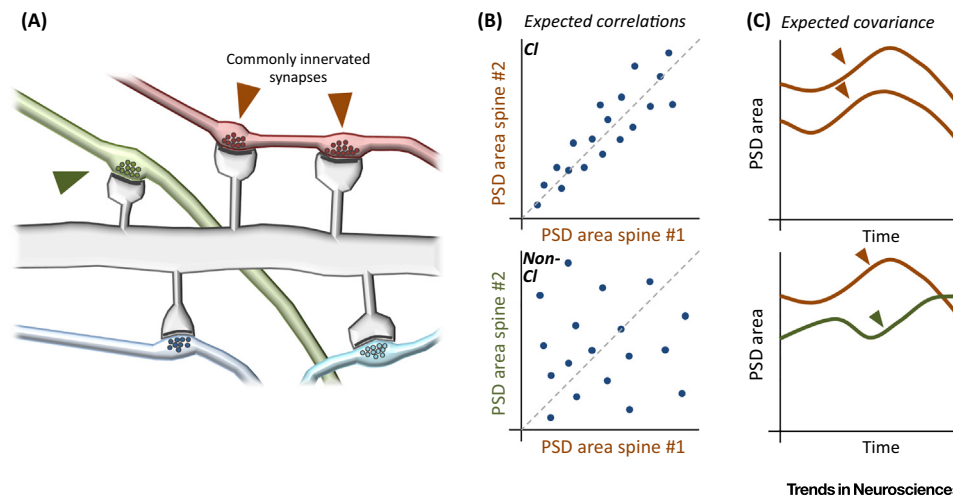 (A)
Commonly innervated
synapses
(B)
Expected correlations
CI
PSD area spine #2
PSD area spine #1
Non-
CI
PSD area spine #2
PSD area spine #1
(C)
Expected covariance
PSD area
Time
PSD area
Time
Trends in Neurosciences